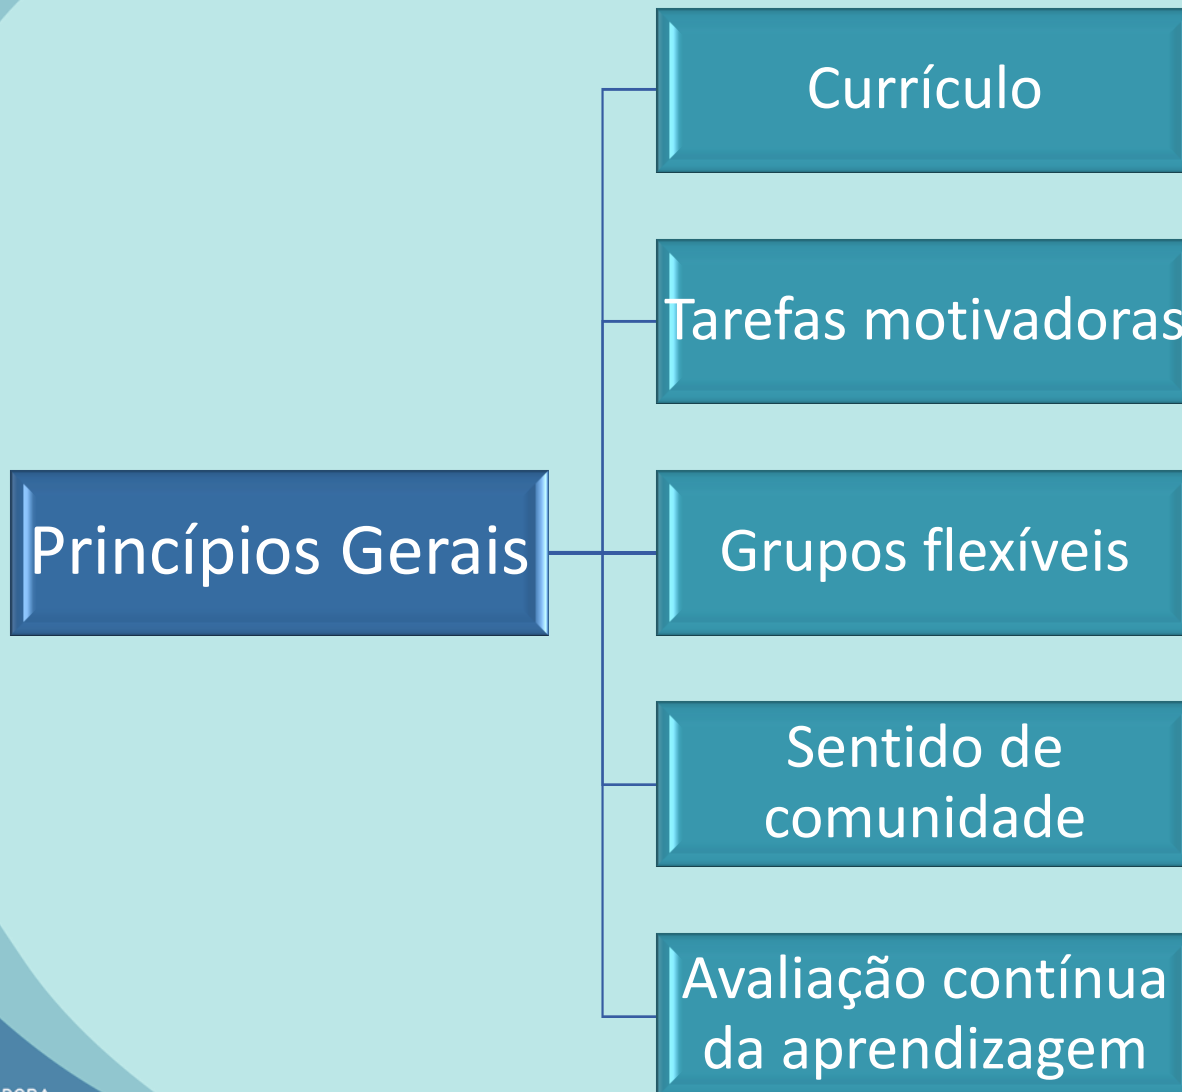 Currículo
Tarefas motivadoras
Princípios Gerais
Grupos flexíveis
Sentido de
comunidade
Avaliação contínua
da aprendizagem